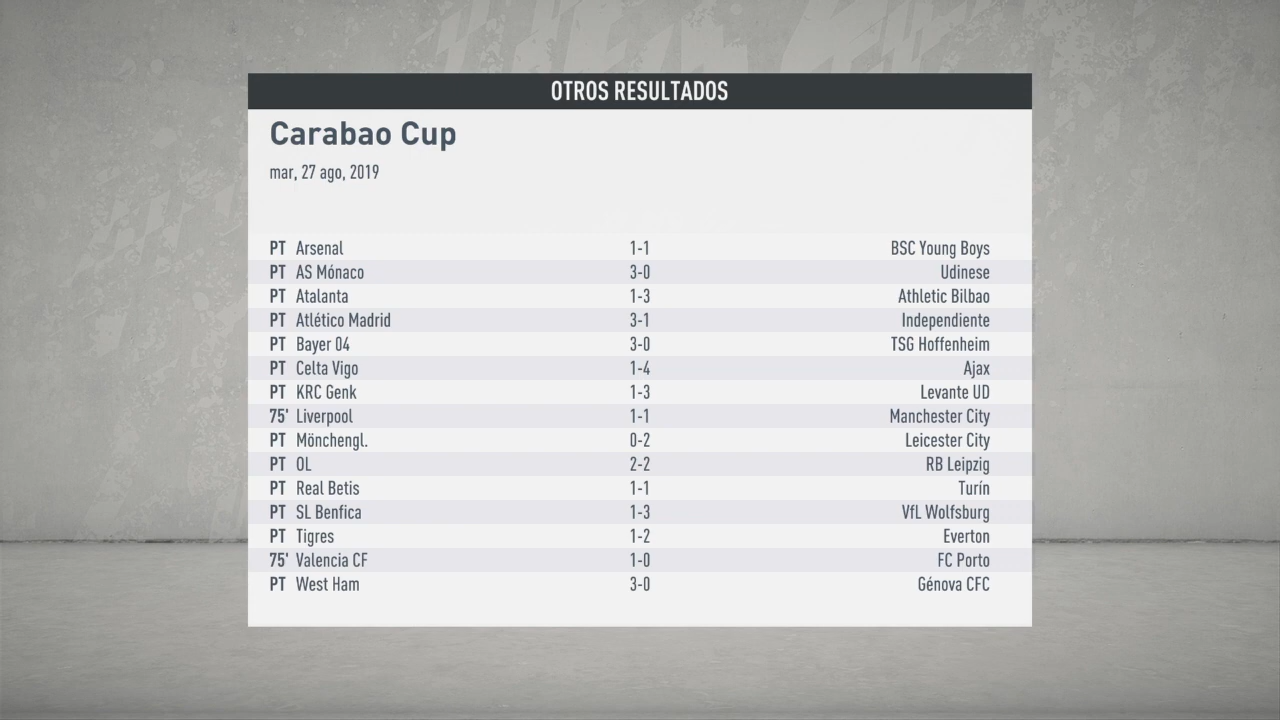 OTROS RESULTADOS
Carabao Cup
mar, 27 ago, 2019
PT Arsenal 1-1 BSC Young Boys
PT AS Mónaco 3-0 Udinese
PT Atalanta 1-3 Athletic Bilbao
PT Atlético Madrid 3-1 Independiente
PT Bayer 04 3-0 TSG Hoffenheim
PT Celta Vigo 1-4 Ajax
PT KRC Genk 1-3 Levante UD
75' Liverpool 1-1 Manchester City
PT Mönchengl. 0-2 Leicester City
PT OL 2-2 RB Leipzig
PT Real Betis 1-1 Turín
PT SL Benfica 1-3 VfL Wolfsburg
PT Tigres 1-2 Everton
75' Valencia CF 1-0 FC Porto
PT West Ham 3-0 Génova CFC